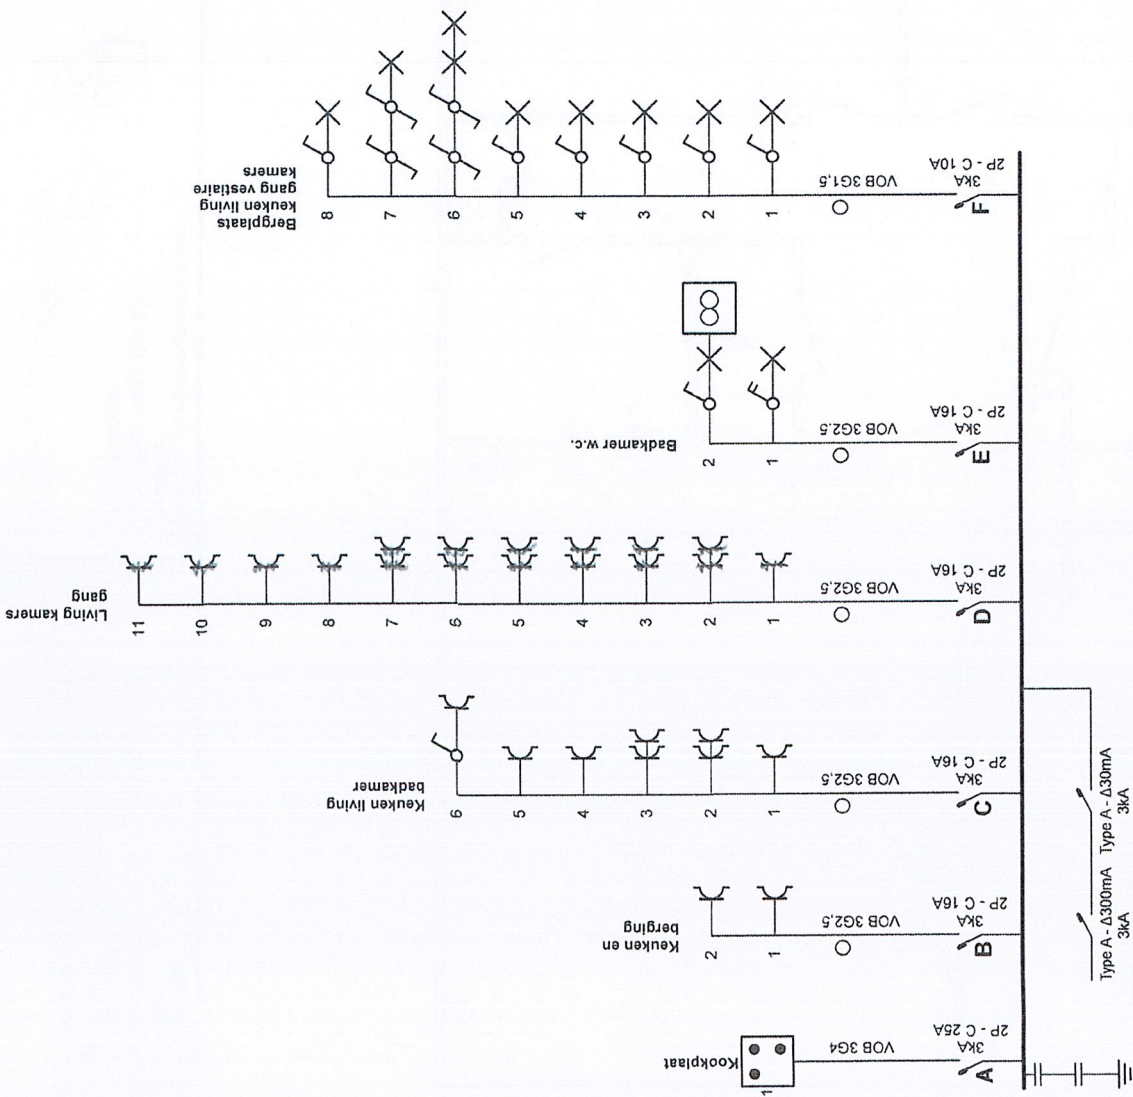 Bergplaats
keuken living
gang vestiaire
kamers
8
7
6
5
4
3
2
1
VOB 3G1,5
2P - C 10A
3kA
F
Badkamer w.c.
2
1
VOB 3G2.5
2P - C 16A
3kA
E
Living kamers
gang
11
10
9
8
7
6
5
4
3
2
1
VOB 3G2,5
2P - C 16A
3kA
D
Keuken living
badkamer
6
5
4
3
2
1
VOB 3G2,5
2P - C 16A
3kA
C
Keuken en
berging
2
1
VOB 3G2,5
2P - C 16A
3kA
B
Kookplaat
1
VOB 3G4
2P - C 25A
3kA
A
Type A - Δ300mA
3kA
Type A - Δ30mA
3kA